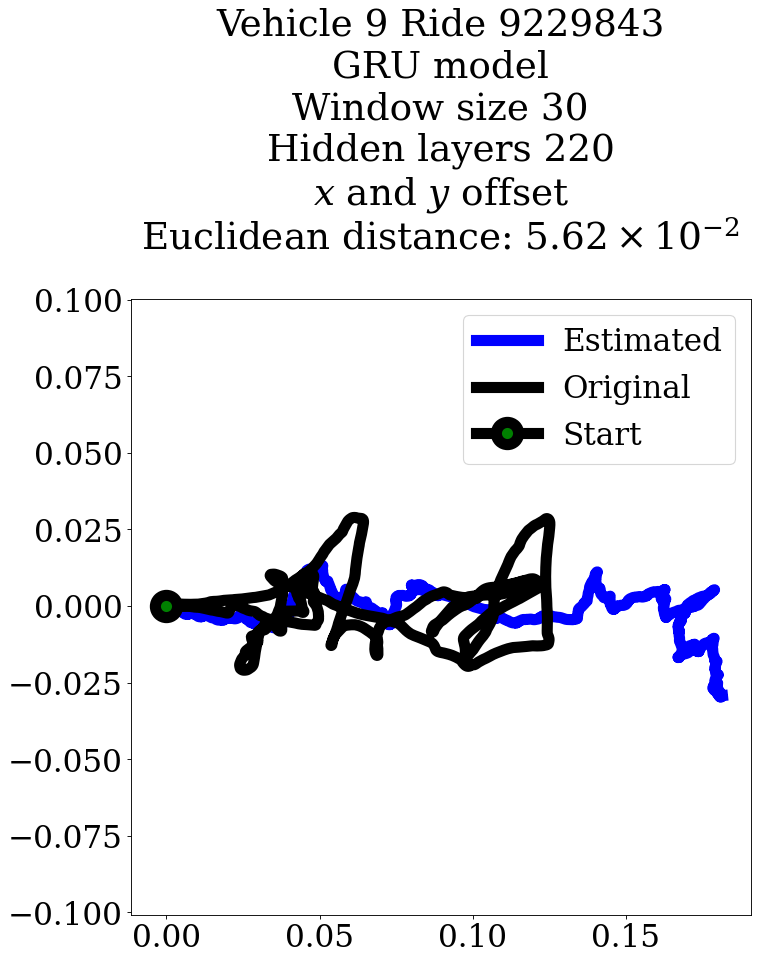 Vehicle 9 Ride 9229843
GRU model
Window size 30
Hidden layers 220
x and y offset
Euclidean distance: 5.62 × 10⁻²
0.100
0.075
0.050
0.025
0.000
−0.025
−0.050
−0.075
−0.100
Estimated
Original
Start
0.00 0.05 0.10 0.15